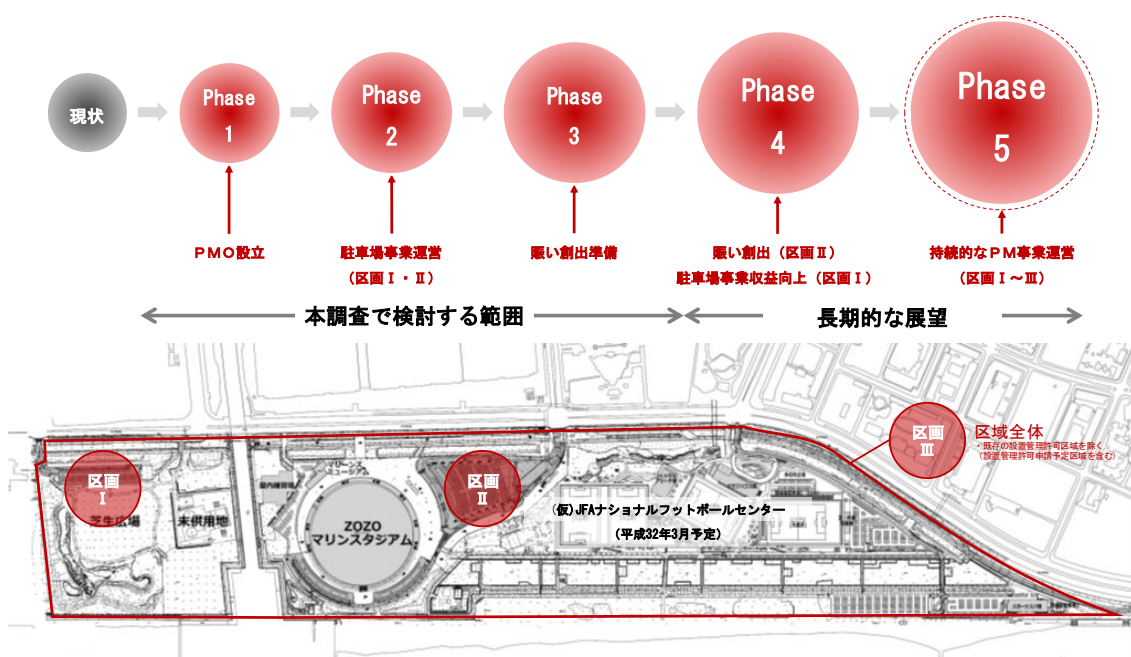 現状
Phase
1
Phase
2
Phase
3
Phase
4
Phase
5
PMO設立
駐車場事業運営
(区画Ⅰ・Ⅱ)
賑い創出準備
賑い創出(区画Ⅱ)
駐車場事業収益向上(区画Ⅰ)
持続的なPM事業運営
(区画Ⅰ～Ⅲ)
本調査で検討する範囲
長期的な展望
区画
Ⅰ
芝生広場
未供用地
屋内練習場
ZOZO
マリンスタジアム
区画
Ⅱ
(仮)JFAナショナルフットボールセンター
(平成32年3月予定)
区画
Ⅲ
区域全体
・既存の設置管理許可区域を除く
(設置管理許可申請予定区域を含む)